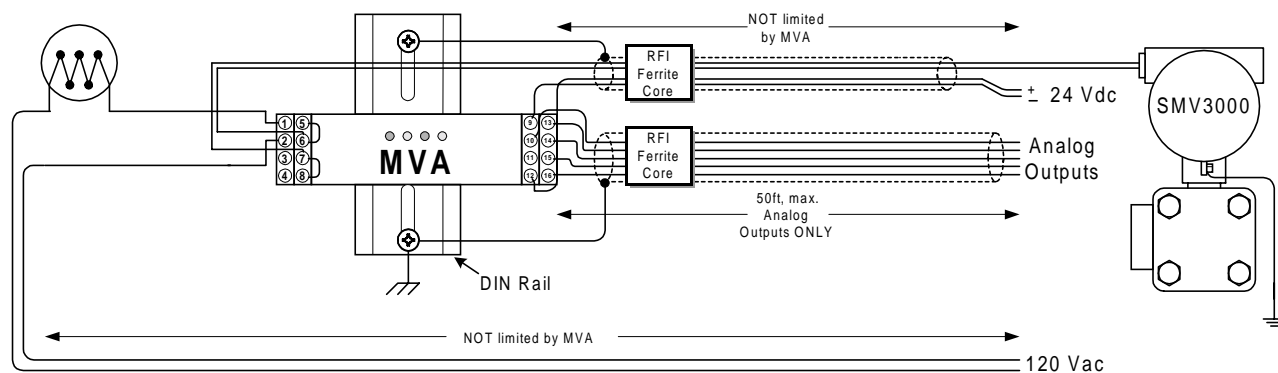 NOT limited
by MVA
RFI
Ferrite
Core
+
− 24 Vdc
SMV3000
1 5
2 6
3 7
4 8
MVA
9 13
10 14
11 15
12 16
RFI
Ferrite
Core
Analog
Outputs
50ft, max.
Analog
Outputs ONLY
DIN Rail
NOT limited by MVA
120 Vac